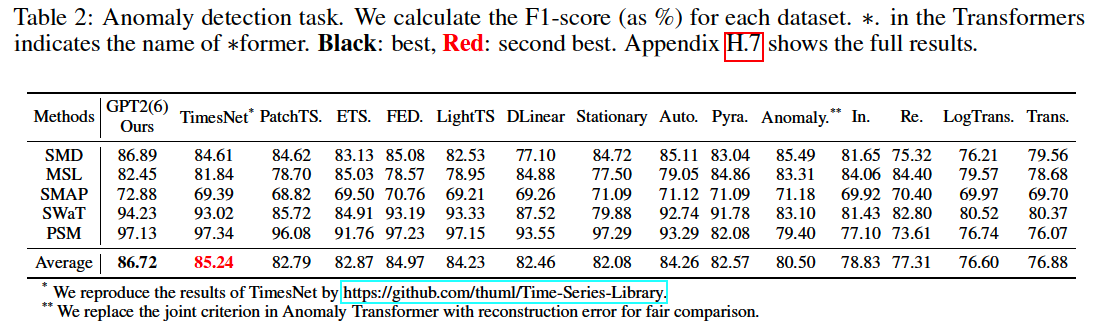 Table 2: Anomaly detection task. We calculate the F1-score (as %) for each dataset. ∗. in the Transformers
indicates the name of ∗former. Black: best, Red: second best. Appendix H.7 shows the full results.
Methods GPT2(6) Ours TimesNet* PatchTS. ETS. FED. LightTS DLinear Stationary Auto. Pyra. Anomaly.** In. Re. LogTrans. Trans.
SMD 86.89 84.61 84.62 83.13 85.08 82.53 77.10 84.72 85.11 83.04 85.49 81.65 75.32 76.21 79.56
MSL 82.45 81.84 78.70 85.03 78.57 78.95 84.88 77.50 79.05 84.86 83.31 84.06 84.40 79.57 78.68
SMAP 72.88 69.39 68.82 69.50 70.76 69.21 69.26 71.09 71.12 71.09 71.18 69.92 70.40 69.97 69.70
SWaT 94.23 93.02 85.72 84.91 93.19 93.33 87.52 79.88 92.74 91.78 83.10 81.43 82.80 80.52 80.37
PSM 97.13 97.34 96.08 91.76 97.23 97.15 93.55 97.29 93.29 82.08 79.40 77.10 73.61 76.74 76.07
Average 86.72 85.24 82.79 82.87 84.97 84.23 82.46 82.08 84.26 82.57 80.50 78.83 77.31 76.60 76.88
* We reproduce the results of TimesNet by https://github.com/thuml/Time-Series-Library.
** We replace the joint criterion in Anomaly Transformer with reconstruction error for fair comparison.